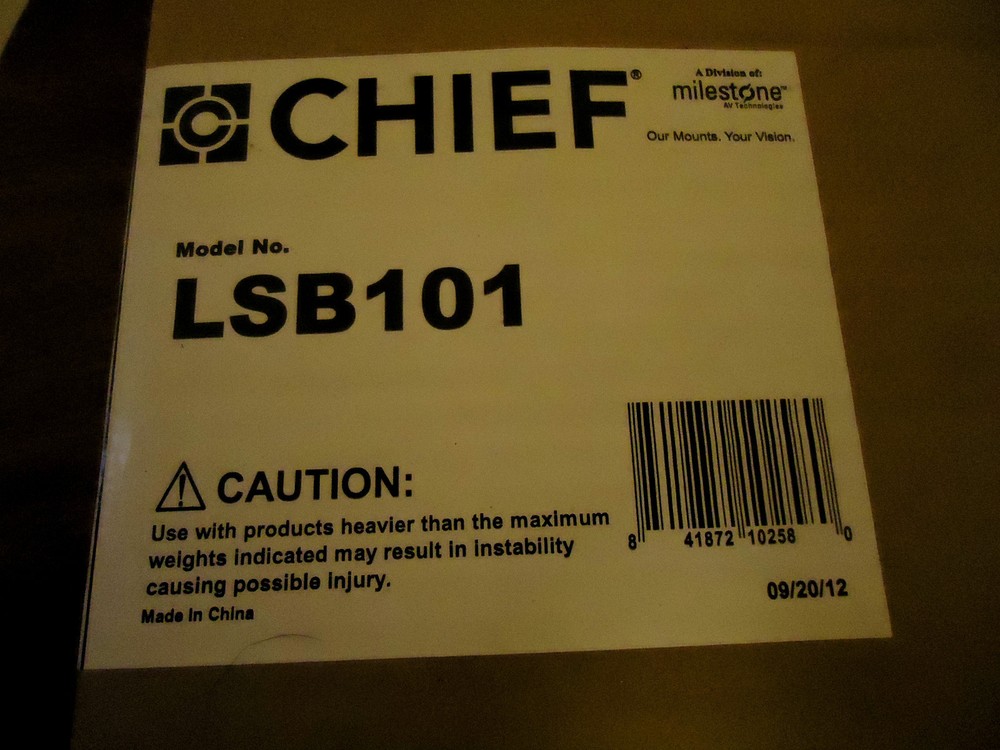 CHIEF®
A Division of:
milestone™
AV Technologies
Our Mounts. Your Vision.
Model No.
LSB101
CAUTION:
Use with products heavier than the maximum
weights indicated may result in instability
causing possible injury.
Made in China
8 41872 10258 0
09/20/12